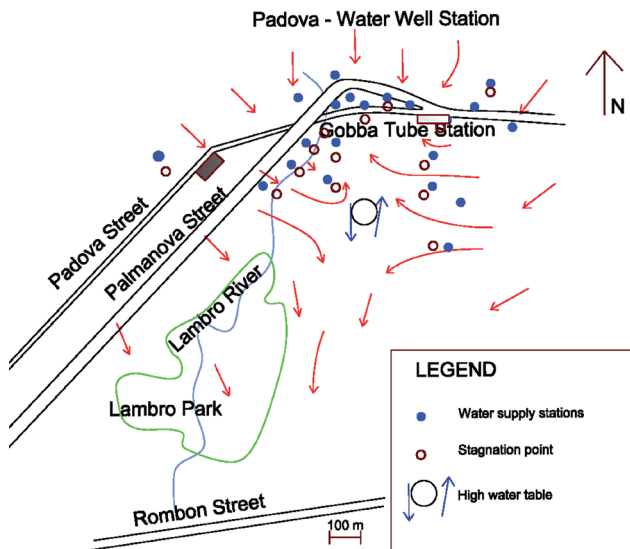 Padova - Water Well Station
N
Gobba Tube Station
Padova Street
Palmanova Street
Lambro River
Lambro Park
Rombon Street
100 m
LEGEND
Water supply stations
Stagnation point
High water table